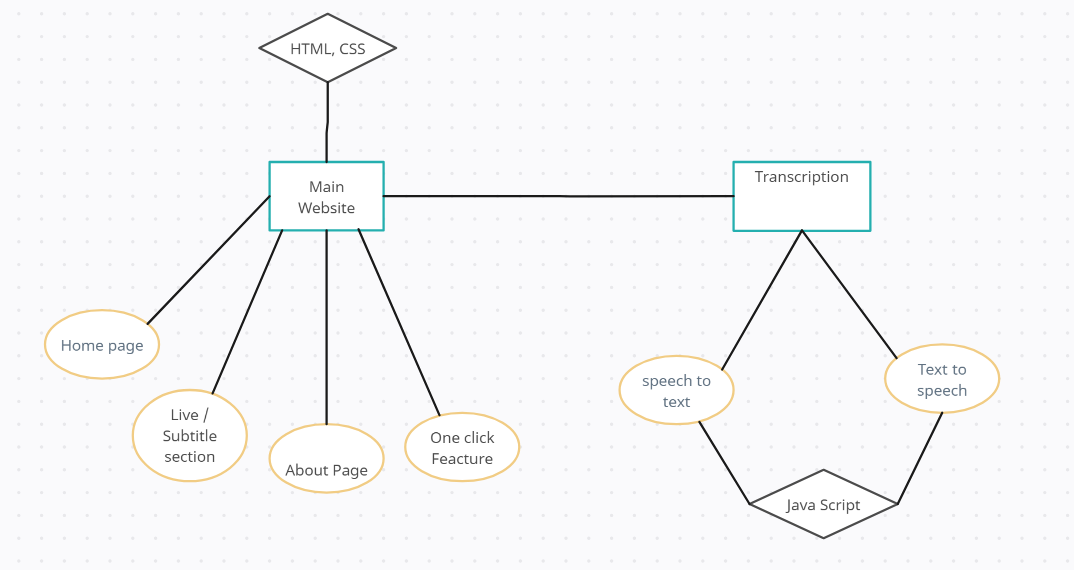 HTML, CSS
Main
Website
Transcription
Home page
Live /
Subtitle
section
About Page
One click
Feacture
speech to
text
Text to
speech
Java Script